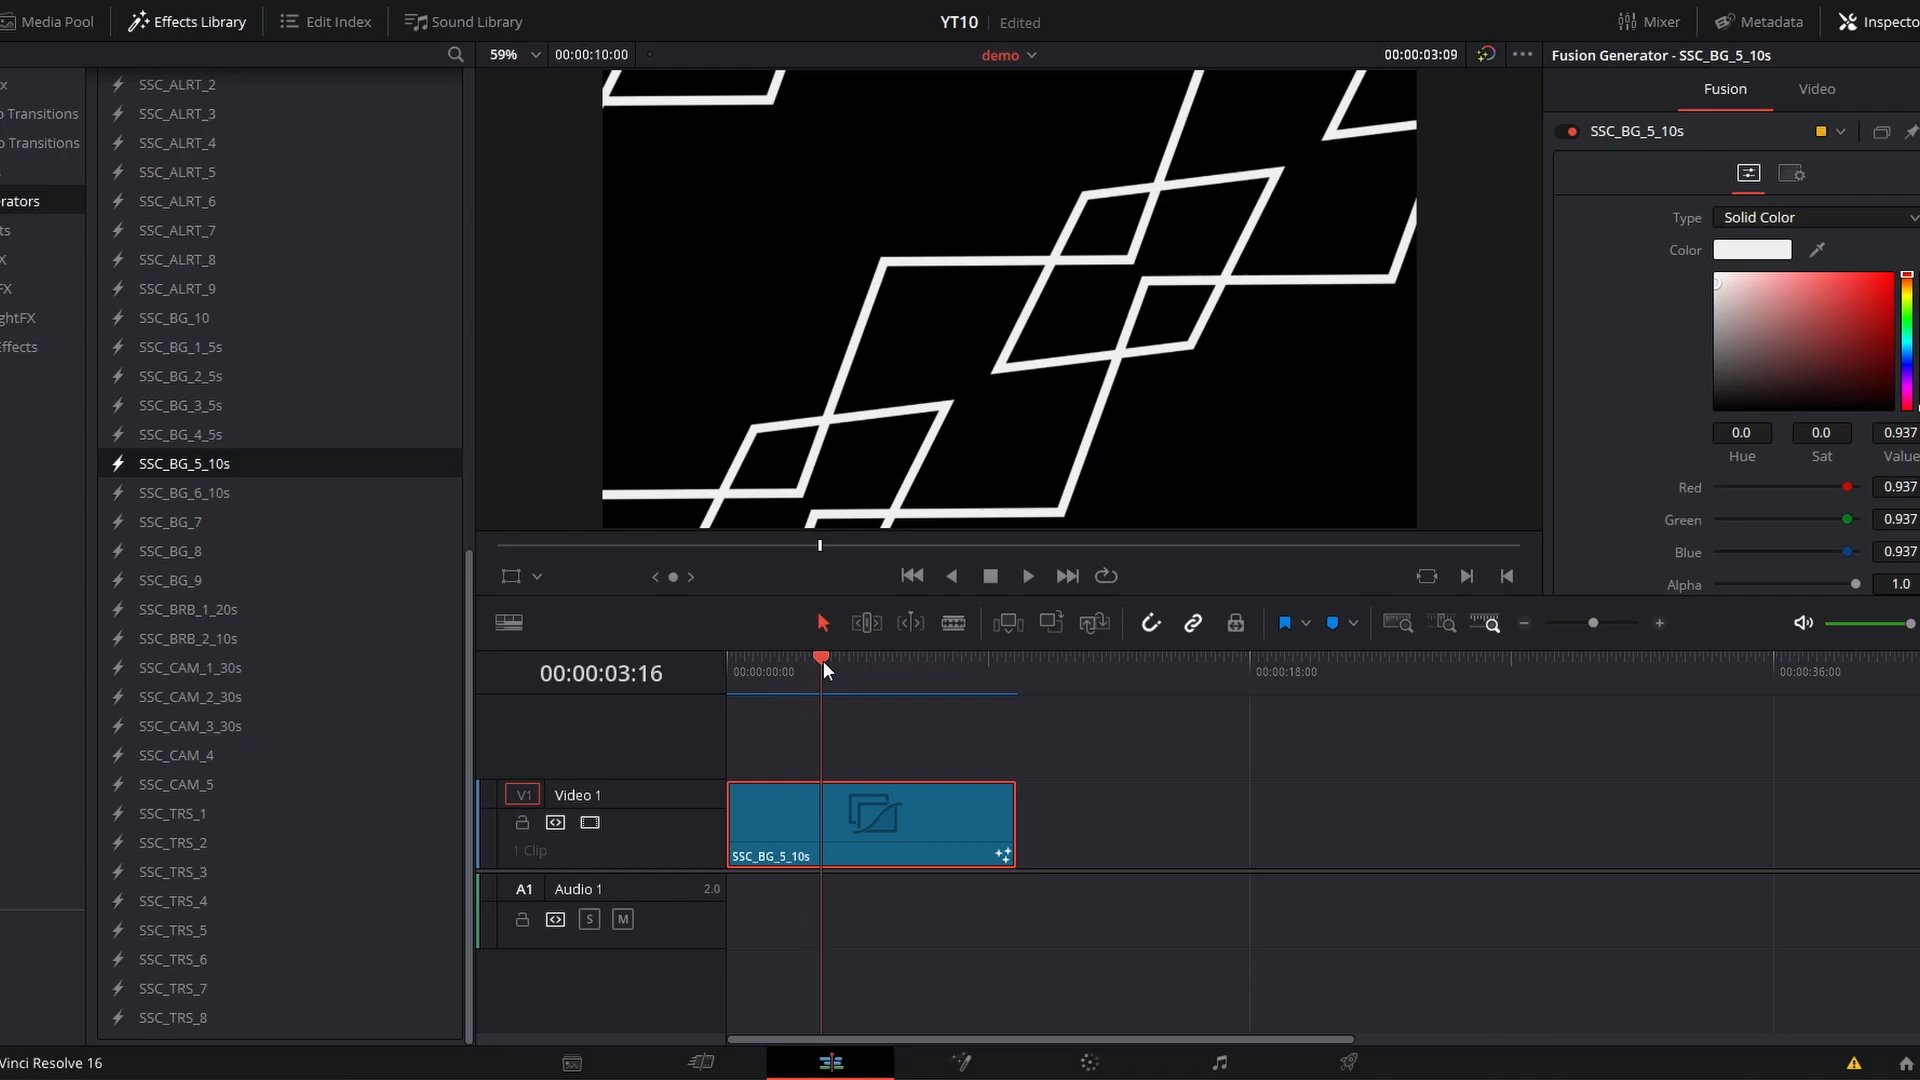 Media Pool
Effects Library
Edit Index
Sound Library
YT10
Edited
Mixer
Metadata
Inspecto
59%
00:00:10:00
demo
00:00:03:09
Fusion Generator - SSC_BG_5_10s
Fusion
Video
SSC_BG_5_10s
Type
Solid Color
Color
0.0
0.0
0.937
Hue
Sat
Value
Red
0.937
Green
0.937
Blue
0.937
Alpha
1.0
x
o Transitions
o Transitions
s
erators
ts
X
FX
ghtFX
Effects
SSC_ALRT_2
SSC_ALRT_3
SSC_ALRT_4
SSC_ALRT_5
SSC_ALRT_6
SSC_ALRT_7
SSC_ALRT_8
SSC_ALRT_9
SSC_BG_10
SSC_BG_1_5s
SSC_BG_2_5s
SSC_BG_3_5s
SSC_BG_4_5s
SSC_BG_5_10s
SSC_BG_6_10s
SSC_BG_7
SSC_BG_8
SSC_BG_9
SSC_BRB_1_20s
SSC_BRB_2_10s
SSC_CAM_1_30s
SSC_CAM_2_30s
SSC_CAM_3_30s
SSC_CAM_4
SSC_CAM_5
SSC_TRS_1
SSC_TRS_2
SSC_TRS_3
SSC_TRS_4
SSC_TRS_5
SSC_TRS_6
SSC_TRS_7
SSC_TRS_8
00:00:03:16
00:00:00:00
00:00:18:00
00:00:36:00
V1
Video 1
1 Clip
SSC_BG_5_10s
A1
Audio 1
2.0
S
M
Vinci Resolve 16